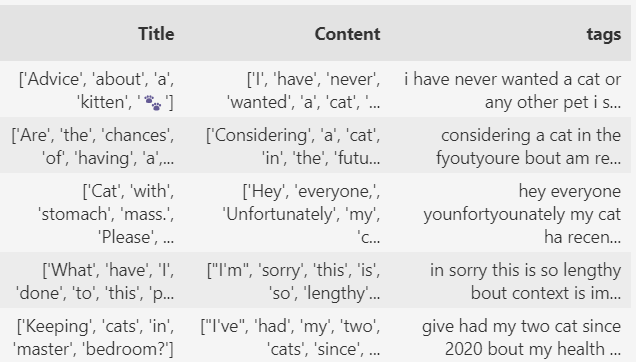 Title Content tags
['Advice', 'about', 'a', ['I', 'have', 'never', i have never wanted a cat or
'kitten', '🐾'] 'wanted', 'a', 'cat', '... any other pet i s...
['Are', 'the', 'chances', ['Considering', 'a', 'cat', considering a cat in the
'of', 'having', 'a',... 'in', 'the', 'futu... fyoutyoure bout am re...
['Cat', 'with', ['Hey', 'everyone,', hey everyone
'stomach', 'mass.', 'Unfortunately', 'my', younfortyounately my cat
'Please', ... 'c... ha recen...
['What', 'have', 'I', ["I'm", 'sorry', 'this', 'is', in sorry this is so lengthy
'done', 'to', 'this', 'p... 'so', 'lengthy'... bout context is im...
['Keeping', 'cats', 'in', ["I've", 'had', 'my', 'two', give had my two cat since
'master', 'bedroom?'] 'cats', 'since', ... 2020 bout my health ...